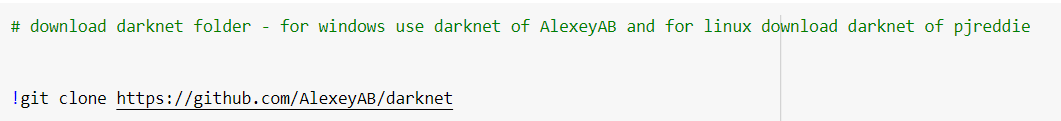 # download darknet folder - for windows use darknet of AlexeyAB and for linux download darknet of pjreddie
!git clone https://github.com/AlexeyAB/darknet